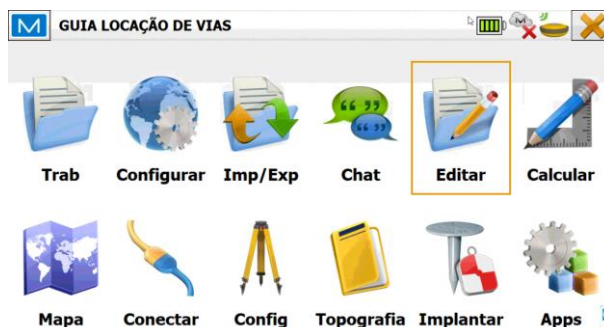 GUIA LOCAÇÃO DE VIAS
Trab Configurar Imp/Exp Chat Editar Calcular
Mapa Conectar Config Topografia Implantar Apps